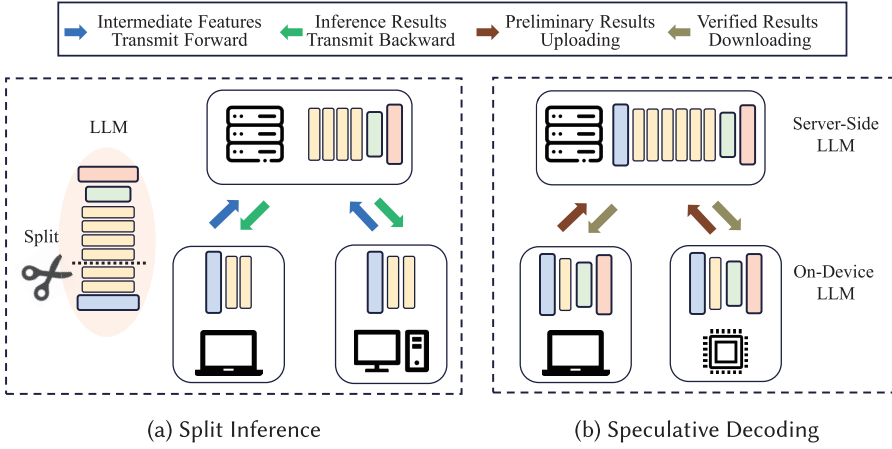 Intermediate Features
Transmit Forward
Inference Results
Transmit Backward
Preliminary Results
Uploading
Verified Results
Downloading
LLM
Split
Server-Side
LLM
On-Device
LLM
(a) Split Inference
(b) Speculative Decoding